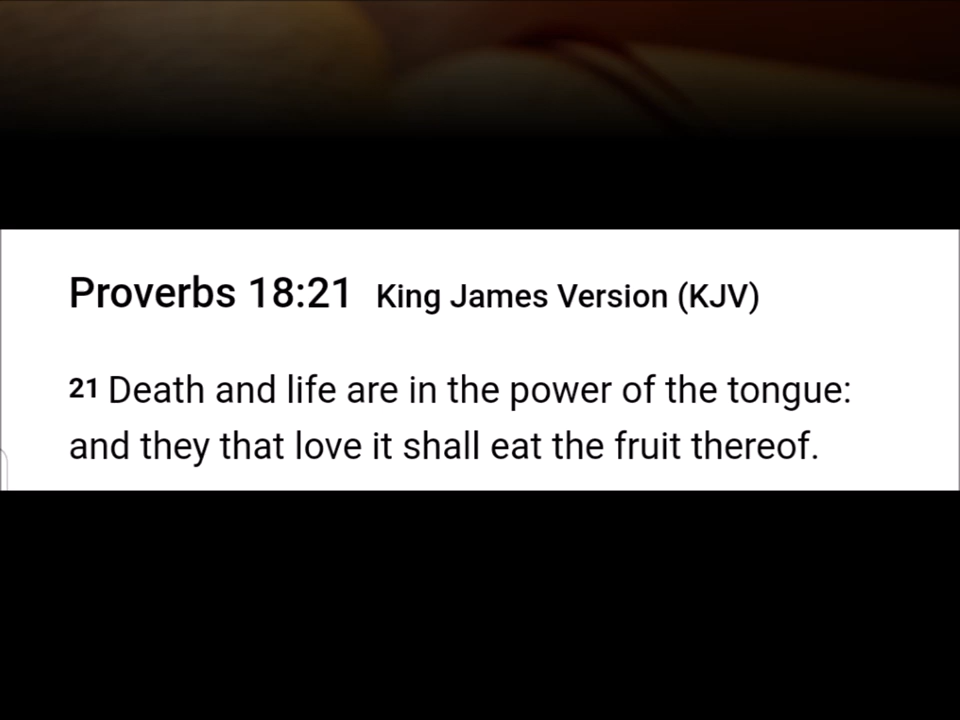 Proverbs 18:21 King James Version (KJV)
21 Death and life are in the power of the tongue:
and they that love it shall eat the fruit thereof.